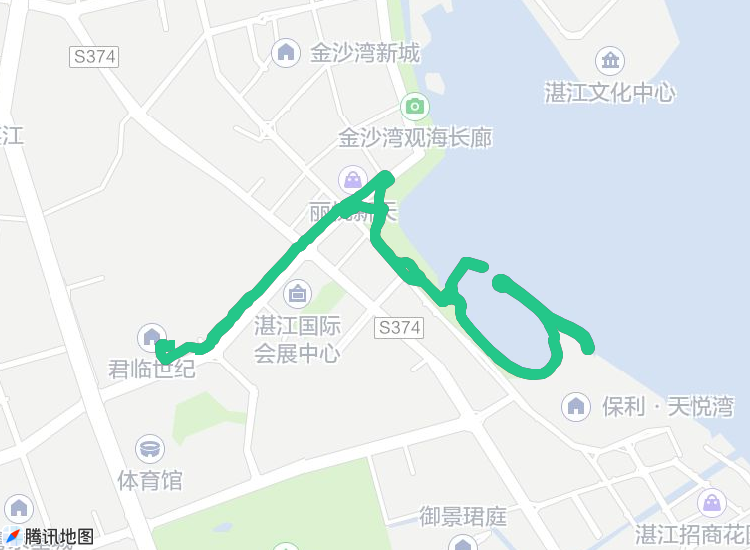 S374
金沙湾新城
湛江文化中心
金沙湾观海长廊
湛江国际
会展中心
S374
君临世纪
保利·天悦湾
体育馆
御景珺庭
湛江招商花园
腾讯地图